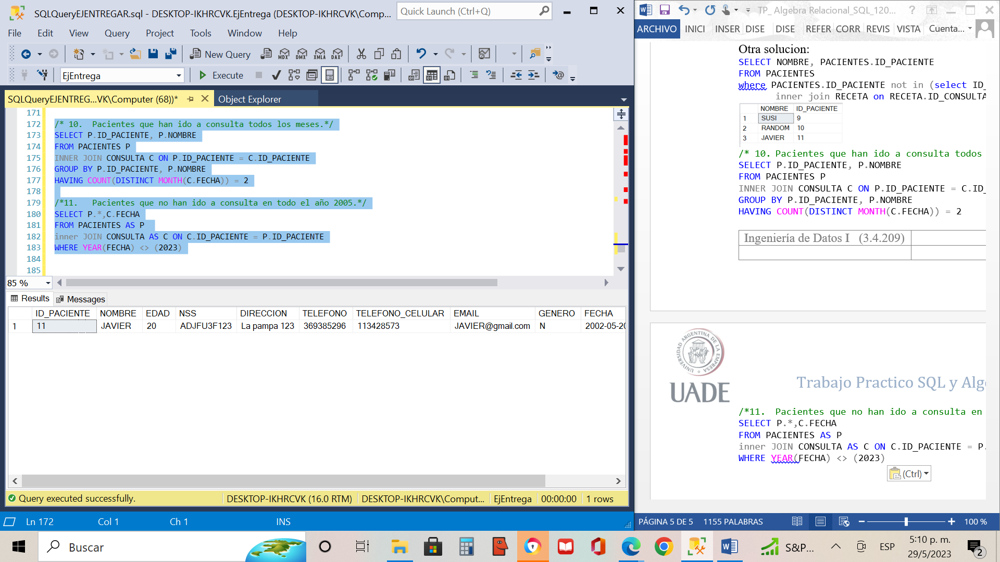 SQLQueryEJENTREGAR.sql - DESKTOP-IKHRCVK.EjEntrega (DESKTOP-IKHRCVK\Comp...
Quick Launch (Ctrl+Q)
File Edit View Query Project Tools Window Help
New Query
MDX DMX XMLA DAX
EjEntrega
Execute
SQLQueryEJENTREG...VK\Computer (68))*
Object Explorer
171
172 /* 10. Pacientes que han ido a consulta todos los meses.*/
173 SELECT P.ID_PACIENTE, P.NOMBRE
174 FROM PACIENTES P
175 INNER JOIN CONSULTA C ON P.ID_PACIENTE = C.ID_PACIENTE
176 GROUP BY P.ID_PACIENTE, P.NOMBRE
177 HAVING COUNT(DISTINCT MONTH(C.FECHA)) = 2
178
179 /*11. Pacientes que no han ido a consulta en todo el año 2005.*/
180 SELECT P.*,C.FECHA
181 FROM PACIENTES AS P
182 inner JOIN CONSULTA AS C ON C.ID_PACIENTE = P.ID_PACIENTE
183 WHERE YEAR(FECHA) <> (2023)
184
185
85 %
Results Messages
ID_PACIENTE NOMBRE EDAD NSS DIRECCION TELEFONO TELEFONO_CELULAR EMAIL GENERO FECHA
1 11 JAVIER 20 ADJFU3F123 La pampa 123 369385296 113428573 JAVIER@gmail.com N 2002-05-20
Query executed successfully.
DESKTOP-IKHRCVK (16.0 RTM) DESKTOP-IKHRCVK\Comput... EjEntrega 00:00:00 1 rows
Ln 172 Col 1 Ch 1 INS
TP_ Algebra Relacional_SQL_120...
ARCHIVO INICI INSER DISE DISE REFER CORR REVIS VISTA Cuenta...
Otra solucion:
SELECT NOMBRE, PACIENTES.ID_PACIENTE
FROM PACIENTES
where PACIENTES.ID_PACIENTE not in (select ID_
inner join RECETA on RECETA.ID_CONSULTA
NOMBRE ID_PACIENTE
1 SUSI 9
2 RANDOM 10
3 JAVIER 11
/* 10. Pacientes que han ido a consulta todos
SELECT P.ID_PACIENTE, P.NOMBRE
FROM PACIENTES P
INNER JOIN CONSULTA C ON P.ID_PACIENTE = C.ID_
GROUP BY P.ID_PACIENTE, P.NOMBRE
HAVING COUNT(DISTINCT MONTH(C.FECHA)) = 2
Ingeniería de Datos I (3.4.209)
UNIVERSIDAD ARGENTINA DE LA EMPRESA
UADE
Trabajo Practico SQL y Alg
/*11. Pacientes que no han ido a consulta en
SELECT P.*,C.FECHA
FROM PACIENTES AS P
inner JOIN CONSULTA AS C ON C.ID_PACIENTE = P.
WHERE YEAR(FECHA) <> (2023)
(Ctrl)
PÁGINA 5 DE 5 1155 PALABRAS 100 %
Buscar
S&P... ESP
5:10 p. m.
29/5/2023
2